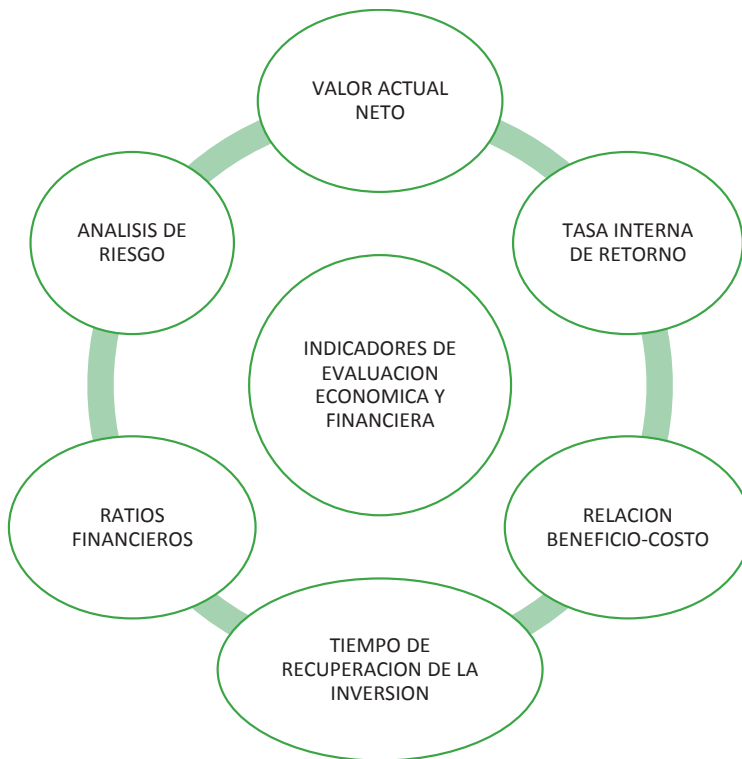 VALOR ACTUAL
NETO
TASA INTERNA
DE RETORNO
RELACION
BENEFICIO-COSTO
TIEMPO DE
RECUPERACION DE LA
INVERSION
RATIOS
FINANCIEROS
ANALISIS DE
RIESGO
INDICADORES DE
EVALUACION
ECONOMICA Y
FINANCIERA